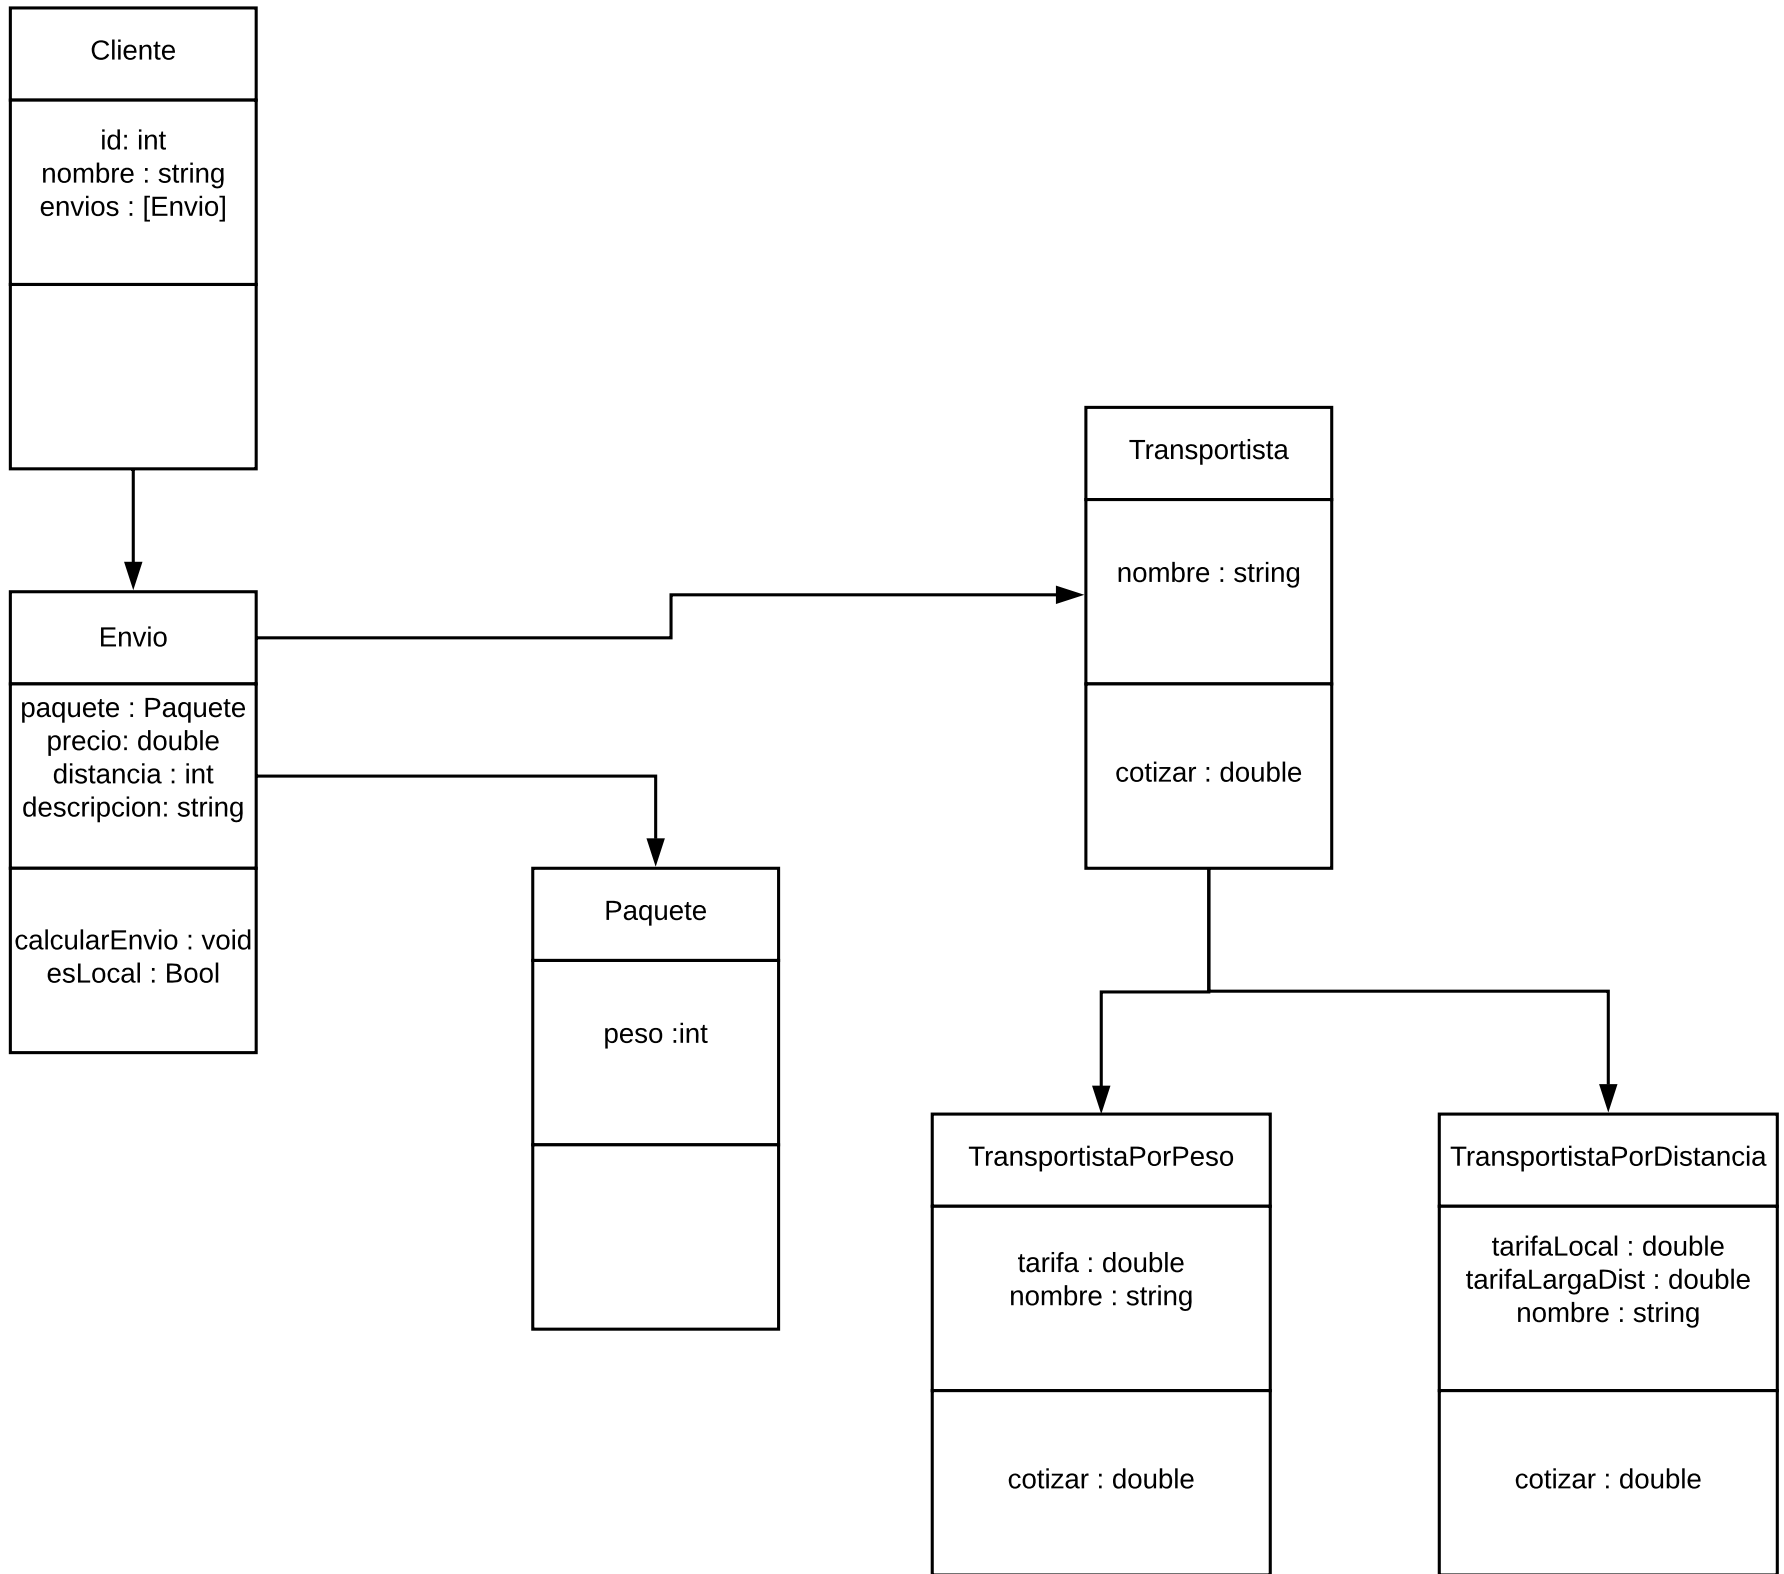 Cliente
id: int
nombre : string
envios : [Envio]
Envio
paquete : Paquete
precio: double
distancia : int
descripcion: string
calcularEnvio : void
esLocal : Bool
Paquete
peso :int
Transportista
nombre : string
cotizar : double
TransportistaPorPeso
tarifa : double
nombre : string
cotizar : double
TransportistaPorDistancia
tarifaLocal : double
tarifaLargaDist : double
nombre : string
cotizar : double